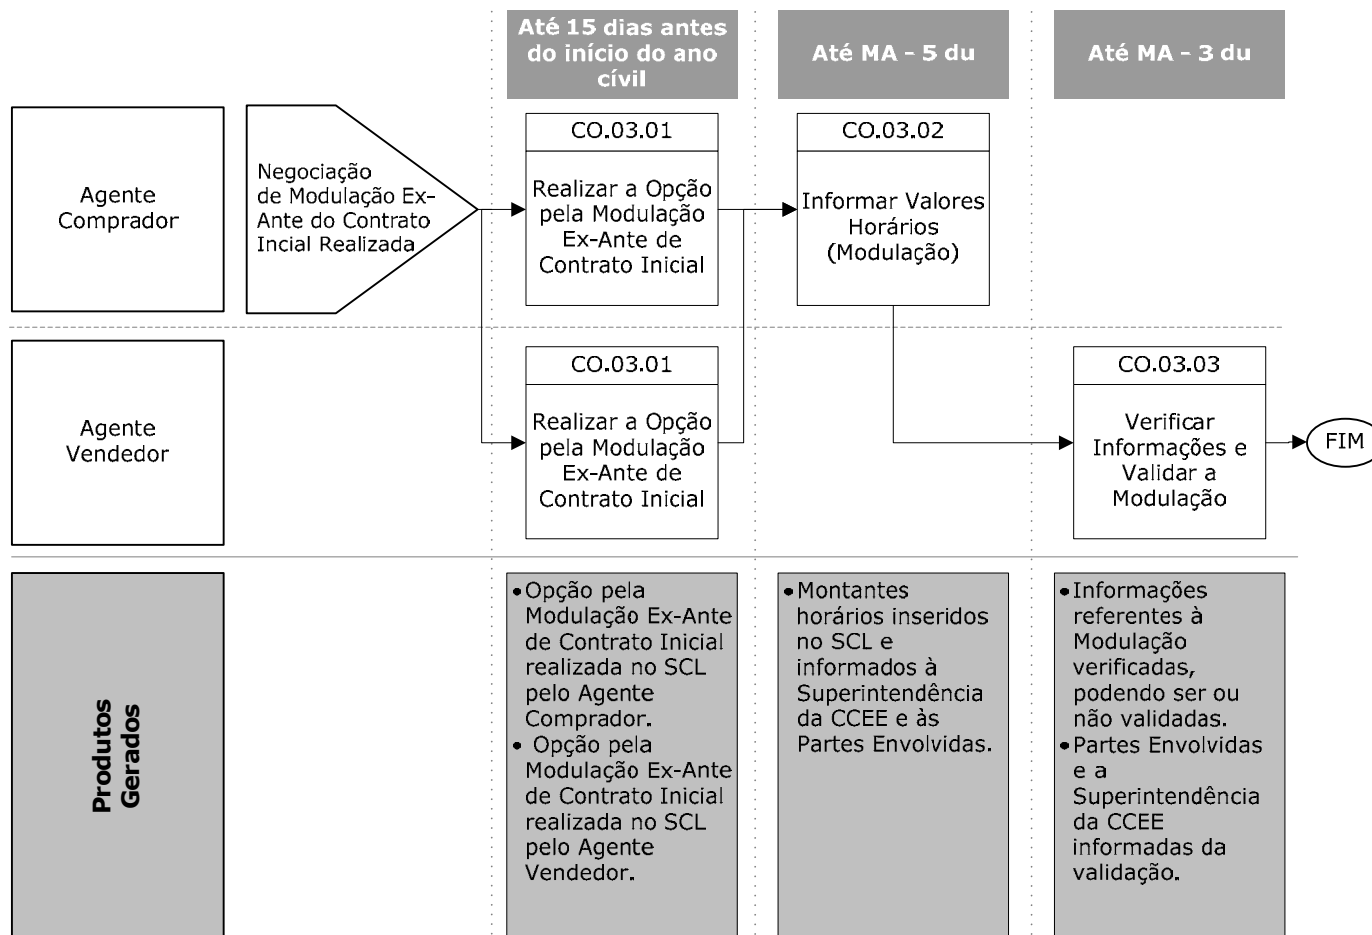 Até 15 dias antes
do início do ano
cívil
Até MA - 5 du
Até MA - 3 du
Agente
Comprador
Negociação
de Modulação Ex-
Ante do Contrato
Incial Realizada
CO.03.01
Realizar a Opção
pela Modulação
Ex-Ante de
Contrato Inicial
CO.03.02
Informar Valores
Horários
(Modulação)
Agente
Vendedor
CO.03.01
Realizar a Opção
pela Modulação
Ex-Ante de
Contrato Inicial
CO.03.03
Verificar
Informações e
Validar a
Modulação
FIM
Produtos
Gerados
• Opção pela
Modulação Ex-Ante
de Contrato Inicial
realizada no SCL
pelo Agente
Comprador.
• Opção pela
Modulação Ex-Ante
de Contrato Inicial
realizada no SCL
pelo Agente
Vendedor.
• Montantes
horários inseridos
no SCL e
informados à
Superintendência
da CCEE e às
Partes Envolvidas.
• Informações
referentes à
Modulação
verificadas,
podendo ser ou
não validadas.
• Partes Envolvidas
e a
Superintendência
da CCEE
informadas da
validação.